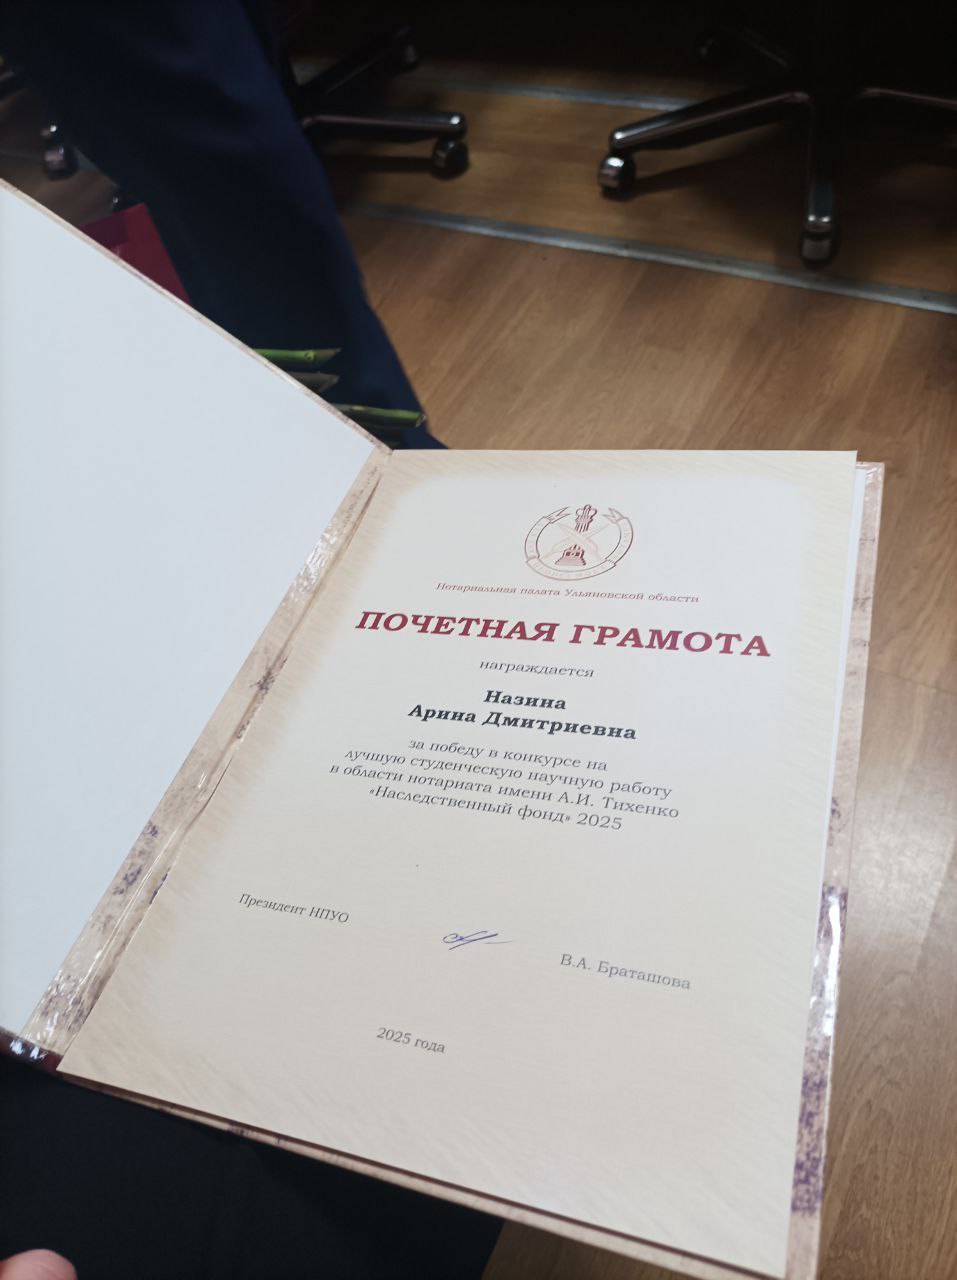 Нотариальная палата Ульяновской области
ПОЧЕТНАЯ ГРАМОТА
награждается
Назина
Арина Дмитриевна
за победу в конкурсе на
лучшую студенческую научную работу
в области нотариата имени А.И. Тихенко
«Наследственный фонд» 2025
Президент НПУО
В.А. Браташова
2025 года